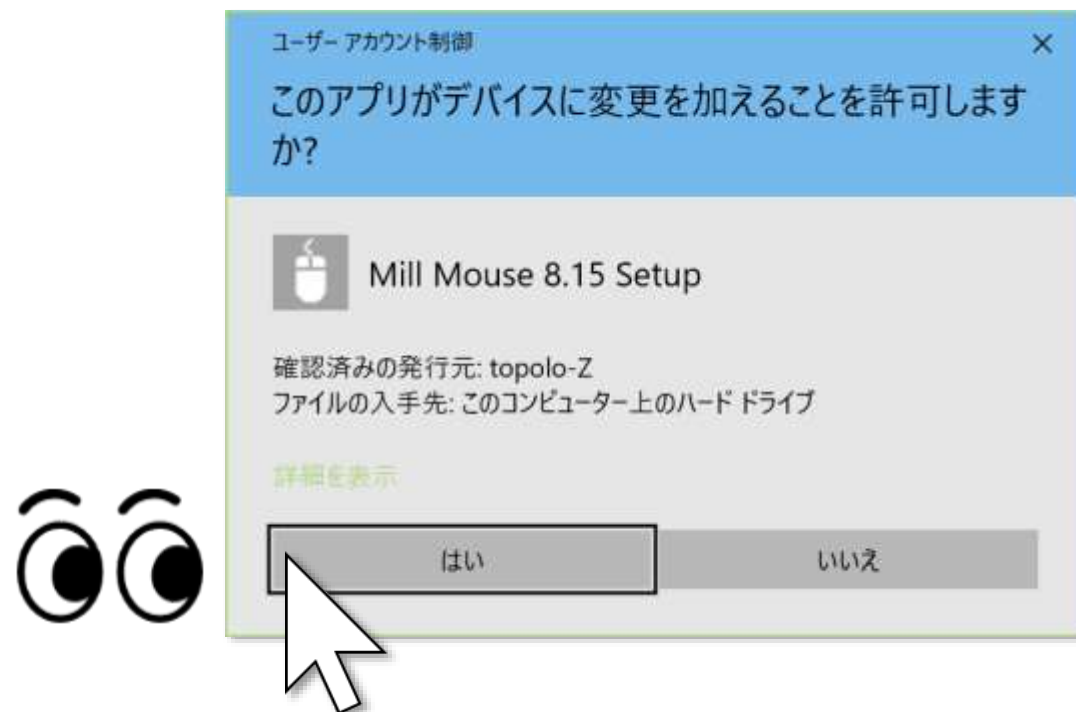 ユーザー アカウント制御
このアプリがデバイスに変更を加えることを許可します
か?
Mill Mouse 8.15 Setup
確認済みの発行元: topolo-Z
ファイルの入手先: このコンピューター上のハード ドライブ
詳細を表示
はい
いいえ